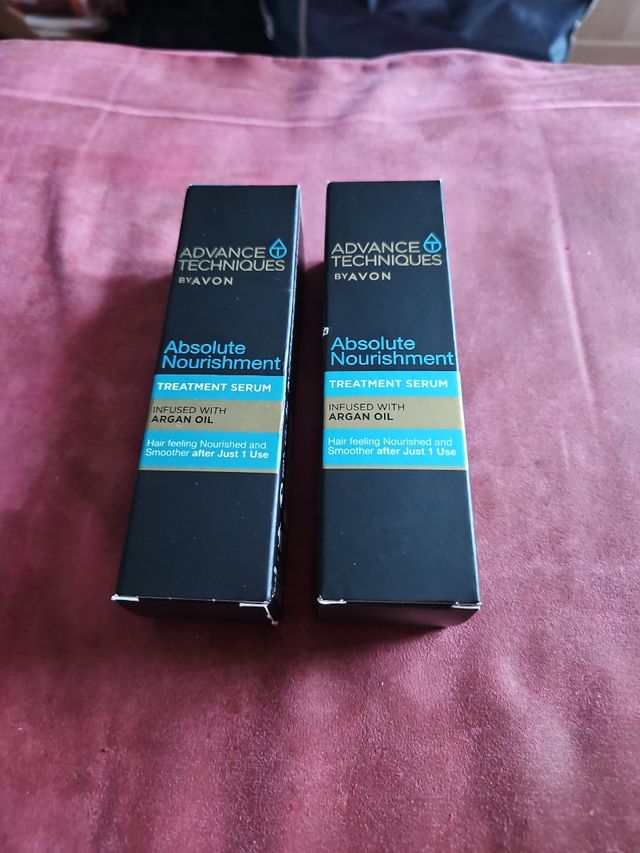 ADVANCE
TECHNIQUES
BY AVON
Absolute
Nourishment
TREATMENT SERUM
INFUSED WITH
ARGAN OIL
Hair feeling Nourished and
Smoother after Just 1 Use
ADVANCE
TECHNIQUES
BY AVON
Absolute
Nourishment
TREATMENT SERUM
INFUSED WITH
ARGAN OIL
Hair feeling Nourished and
Smoother after Just 1 Use